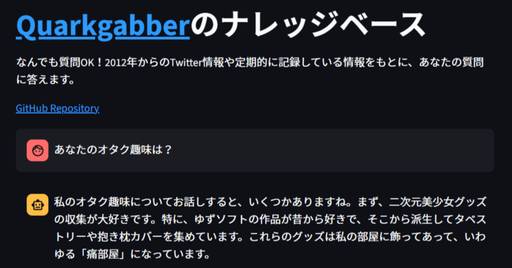 Quarkgabberのナレッジベース
なんでも質問OK！2012年からのTwitter情報や定期的に記録している情報をもとに、あなたの質問
に答えます。
GitHub Repository
あなたのオタク趣味は？
私のオタク趣味についてお話しすると、いくつかありますね。まず、二次元美少女グッズ
の収集が大好きです。特に、ゆずソフトの作品が昔から好きで、そこから派生してタペス
トリーや抱き枕カバーを集めています。これらのグッズは私の部屋に飾ってあって、いわ
ゆる「痛部屋」になっています。